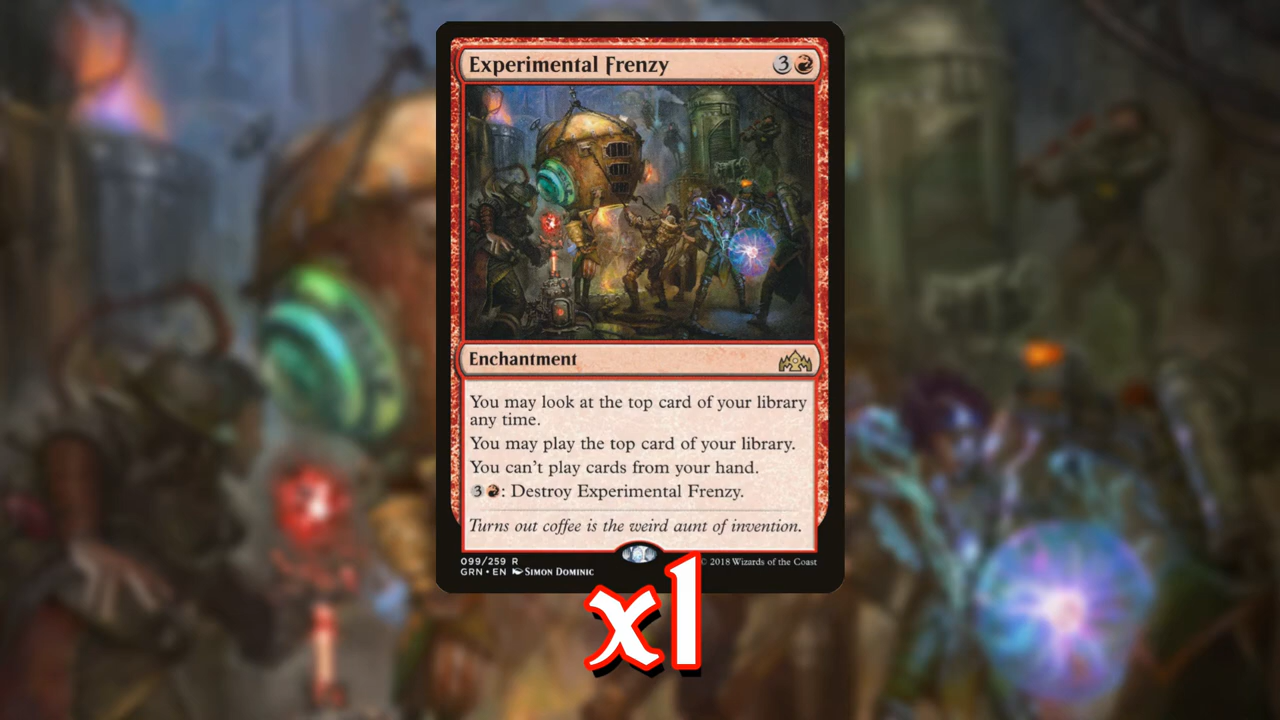 Experimental Frenzy 3
Enchantment
You may look at the top card of your library
any time.
You may play the top card of your library.
You can't play cards from your hand.
3 : Destroy Experimental Frenzy.
Turns out coffee is the weird aunt of invention.
099/259 R
GRN • EN SIMON DOMINIC
© 2018 Wizards of the Coast
x1